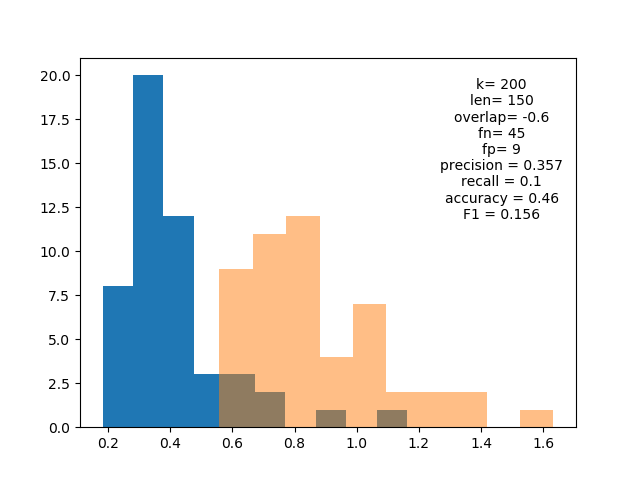 20.0
17.5
15.0
12.5
10.0
7.5
5.0
2.5
0.0
k= 200
len= 150
overlap= -0.6
fn= 45
fp= 9
precision = 0.357
recall = 0.1
accuracy = 0.46
F1 = 0.156
0.2 0.4 0.6 0.8 1.0 1.2 1.4 1.6